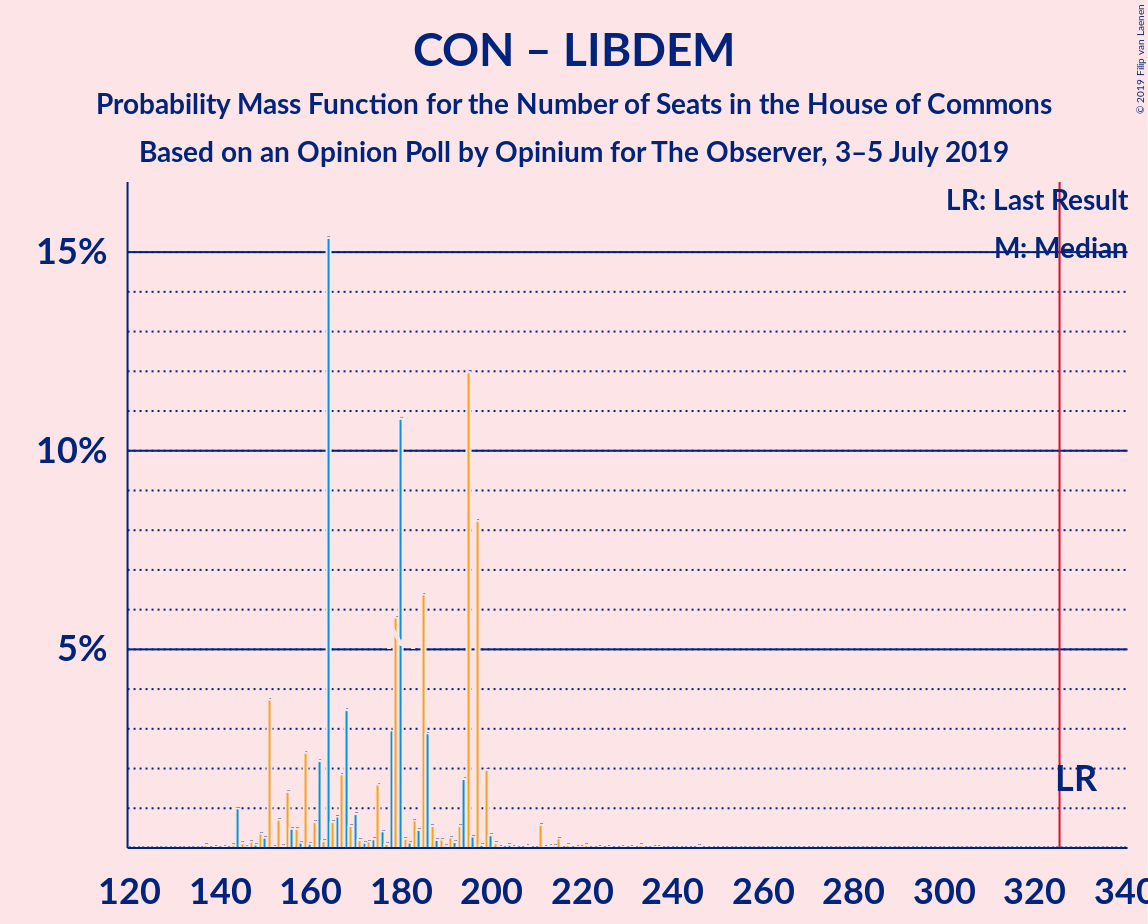 CON – LIBDEM
Probability Mass Function for the Number of Seats in the House of Commons
Based on an Opinion Poll by Opinium for The Observer, 3–5 July 2019
© 2019 Filip van Laenen
LR: Last Result
M: Median
15%
10%
5%
LR
120 140 160 180 200 220 240 260 280 300 320 340